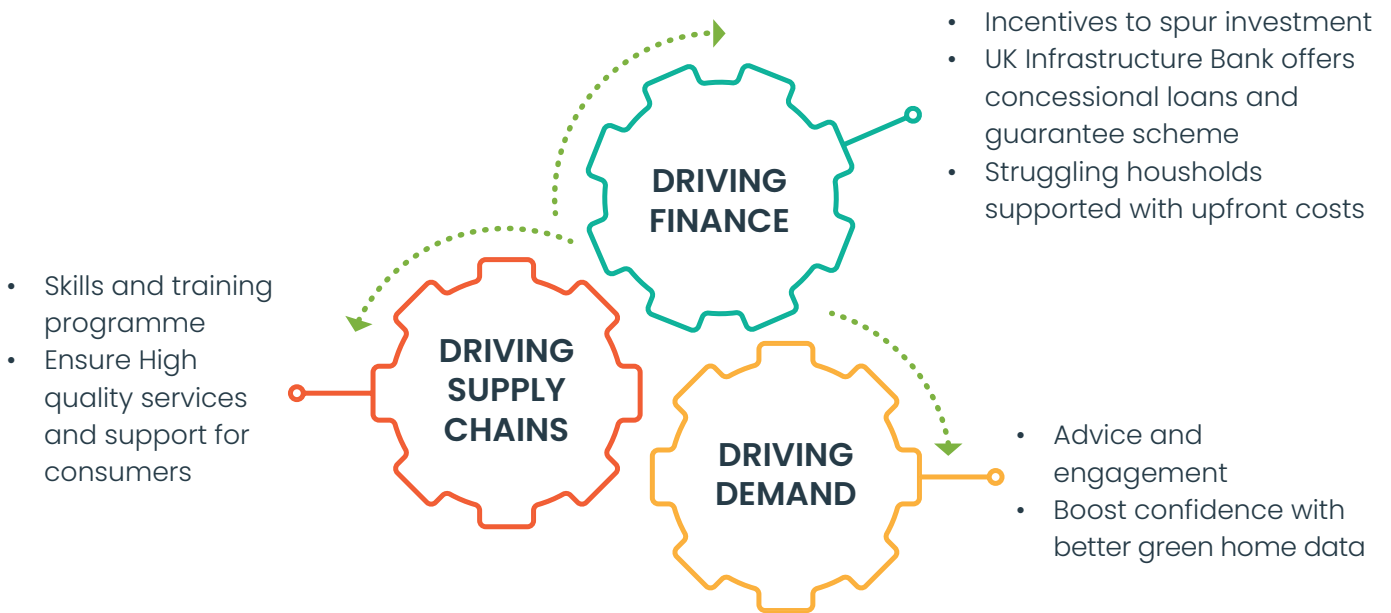 • Incentives to spur investment
• UK Infrastructure Bank offers
concessional loans and
guarantee scheme
• Struggling housholds
supported with upfront costs
DRIVING
FINANCE
• Skills and training
programme
• Ensure High
quality services
and support for
consumers
DRIVING
SUPPLY
CHAINS
DRIVING
DEMAND
• Advice and
engagement
• Boost confidence with
better green home data